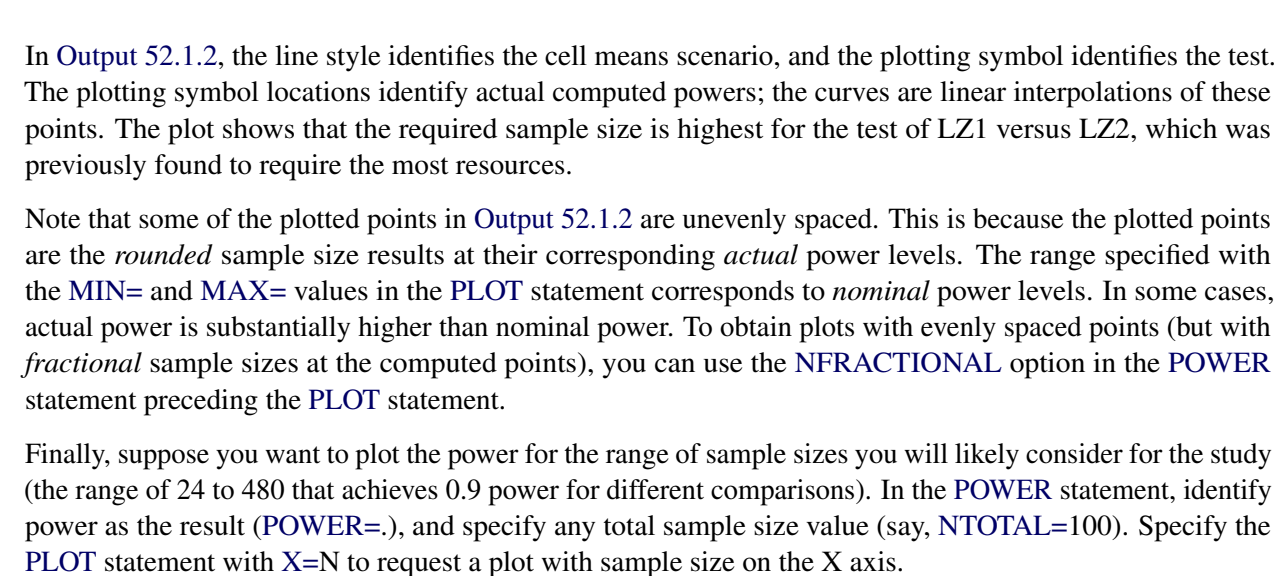 In Output 52.1.2, the line style identifies the cell means scenario, and the plotting symbol identifies the test.
The plotting symbol locations identify actual computed powers; the curves are linear interpolations of these
points. The plot shows that the required sample size is highest for the test of LZ1 versus LZ2, which was
previously found to require the most resources.
Note that some of the plotted points in Output 52.1.2 are unevenly spaced. This is because the plotted points
are the rounded sample size results at their corresponding actual power levels. The range specified with
the MIN= and MAX= values in the PLOT statement corresponds to nominal power levels. In some cases,
actual power is substantially higher than nominal power. To obtain plots with evenly spaced points (but with
fractional sample sizes at the computed points), you can use the NFRACTIONAL option in the POWER
statement preceding the PLOT statement.
Finally, suppose you want to plot the power for the range of sample sizes you will likely consider for the study
(the range of 24 to 480 that achieves 0.9 power for different comparisons). In the POWER statement, identify
power as the result (POWER=.), and specify any total sample size value (say, NTOTAL=100). Specify the
PLOT statement with X=N to request a plot with sample size on the X axis.